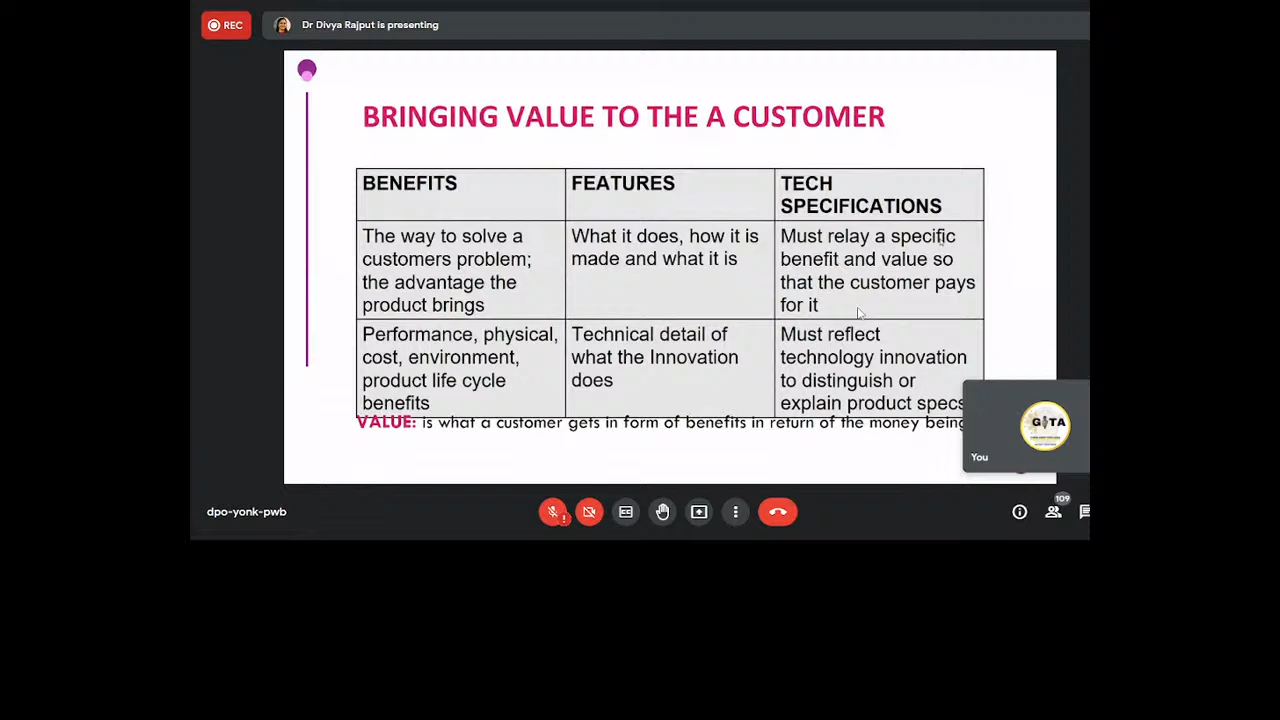 REC
Dr Divya Rajput is presenting
BRINGING VALUE TO THE A CUSTOMER
BENEFITS
FEATURES
TECH
SPECIFICATIONS
The way to solve a
customers problem;
the advantage the
product brings
What it does, how it is
made and what it is
Must relay a specific
benefit and value so
that the customer pays
for it
Performance, physical,
cost, environment,
product life cycle
benefits
Technical detail of
what the Innovation
does
Must reflect
technology innovation
to distinguish or
explain product specs
VALUE: is what a customer gets in form of benefits in return of the money being
GITA
You
dpo-yonk-pwb
109